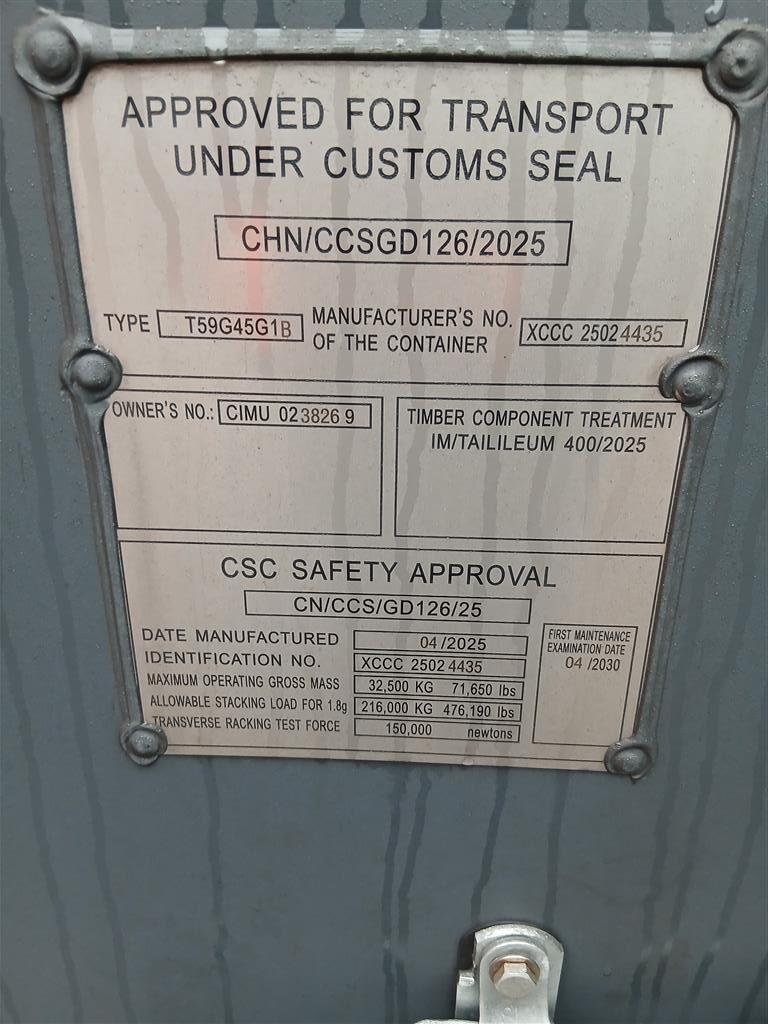 APPROVED FOR TRANSPORT
UNDER CUSTOMS SEAL
CHN/CCSGD126/2025
TYPE T59G45G1B MANUFACTURER'S NO. OF THE CONTAINER XCCC 25024435
OWNER'S NO.: CIMU 023826 9
TIMBER COMPONENT TREATMENT
IM/TAILILEUM 400/2025
CSC SAFETY APPROVAL
CN/CCS/GD126/25
DATE MANUFACTURED 04/2025
IDENTIFICATION NO. XCCC 25024435
MAXIMUM OPERATING GROSS MASS 32,500 KG 71,650 lbs
ALLOWABLE STACKING LOAD FOR 1.8g 216,000 KG 476,190 lbs
TRANSVERSE RACKING TEST FORCE 150,000 newtons
FIRST MAINTENANCE
EXAMINATION DATE
04 /2030